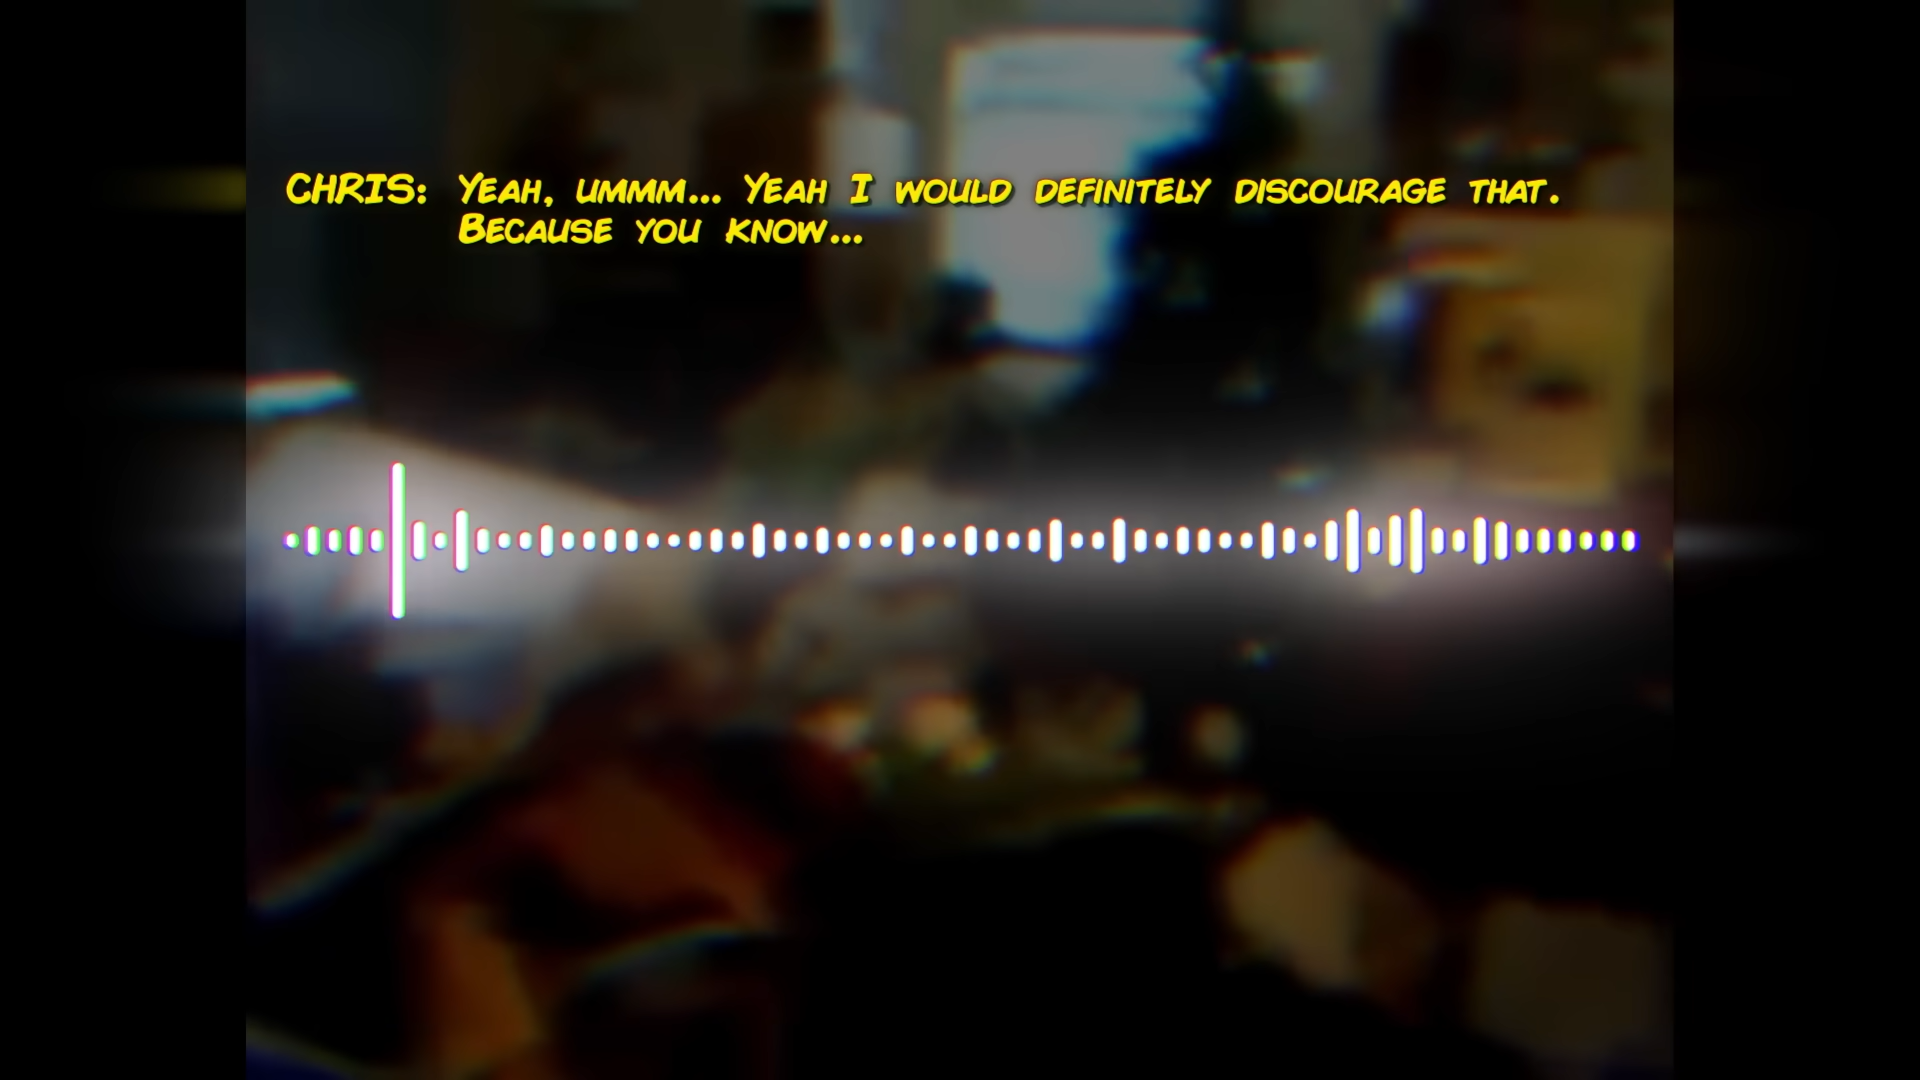 CHRIS: Yeah, ummm... Yeah I would definitely discourage that.
Because you know...